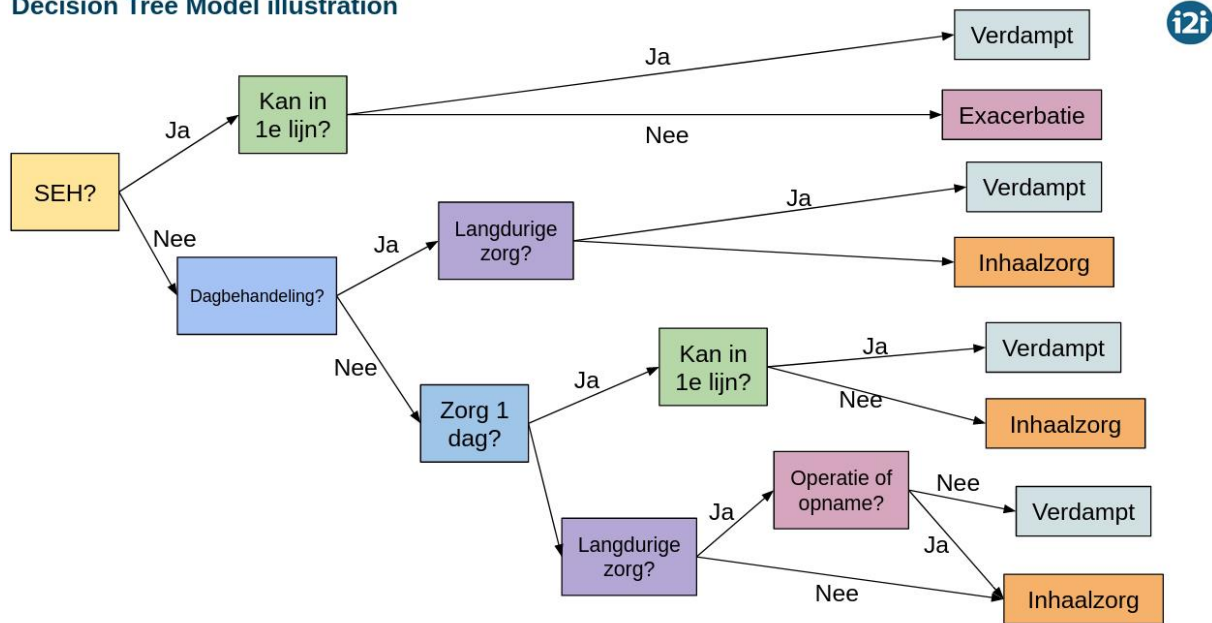 Decision Tree Model illustration
i2i
Verdampt
Ja
Kan in
1e lijn?
Exacerbatie
Ja
Nee
SEH?
Verdampt
Ja
Nee
Langdurige
zorg?
Ja
Inhaalzorg
Dagbehandeling?
Kan in
1e lijn?
Ja
Verdampt
Nee
Ja
Nee
Zorg 1
dag?
Inhaalzorg
Operatie of
opname?
Nee
Verdampt
Ja
Langdurige
zorg?
Ja
Nee
Inhaalzorg